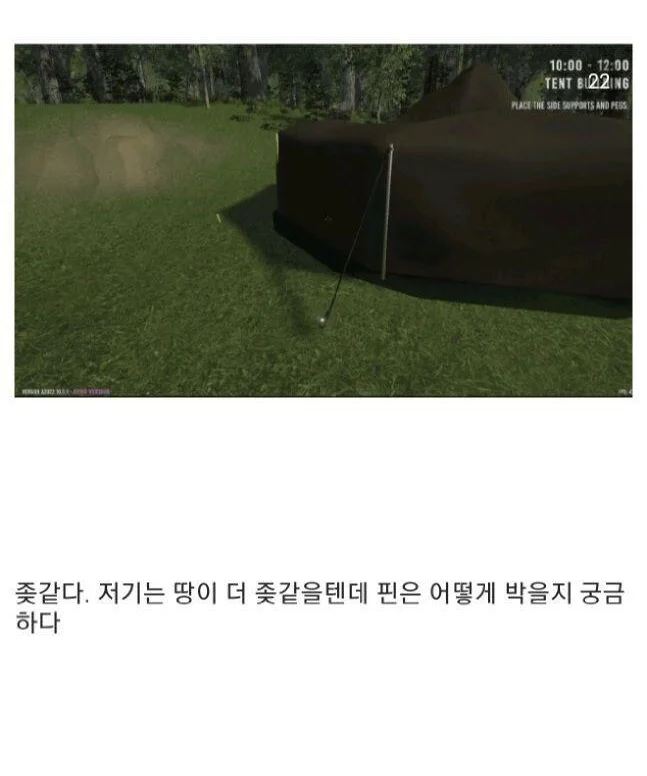 10:00 - 12:00
TENT BUILDING
22
PLACE THE SIDE SUPPORTS AND PEGS
좆같다. 저기는 땅이 더 좆같을텐데 핀은 어떻게 박을지 궁금
하다